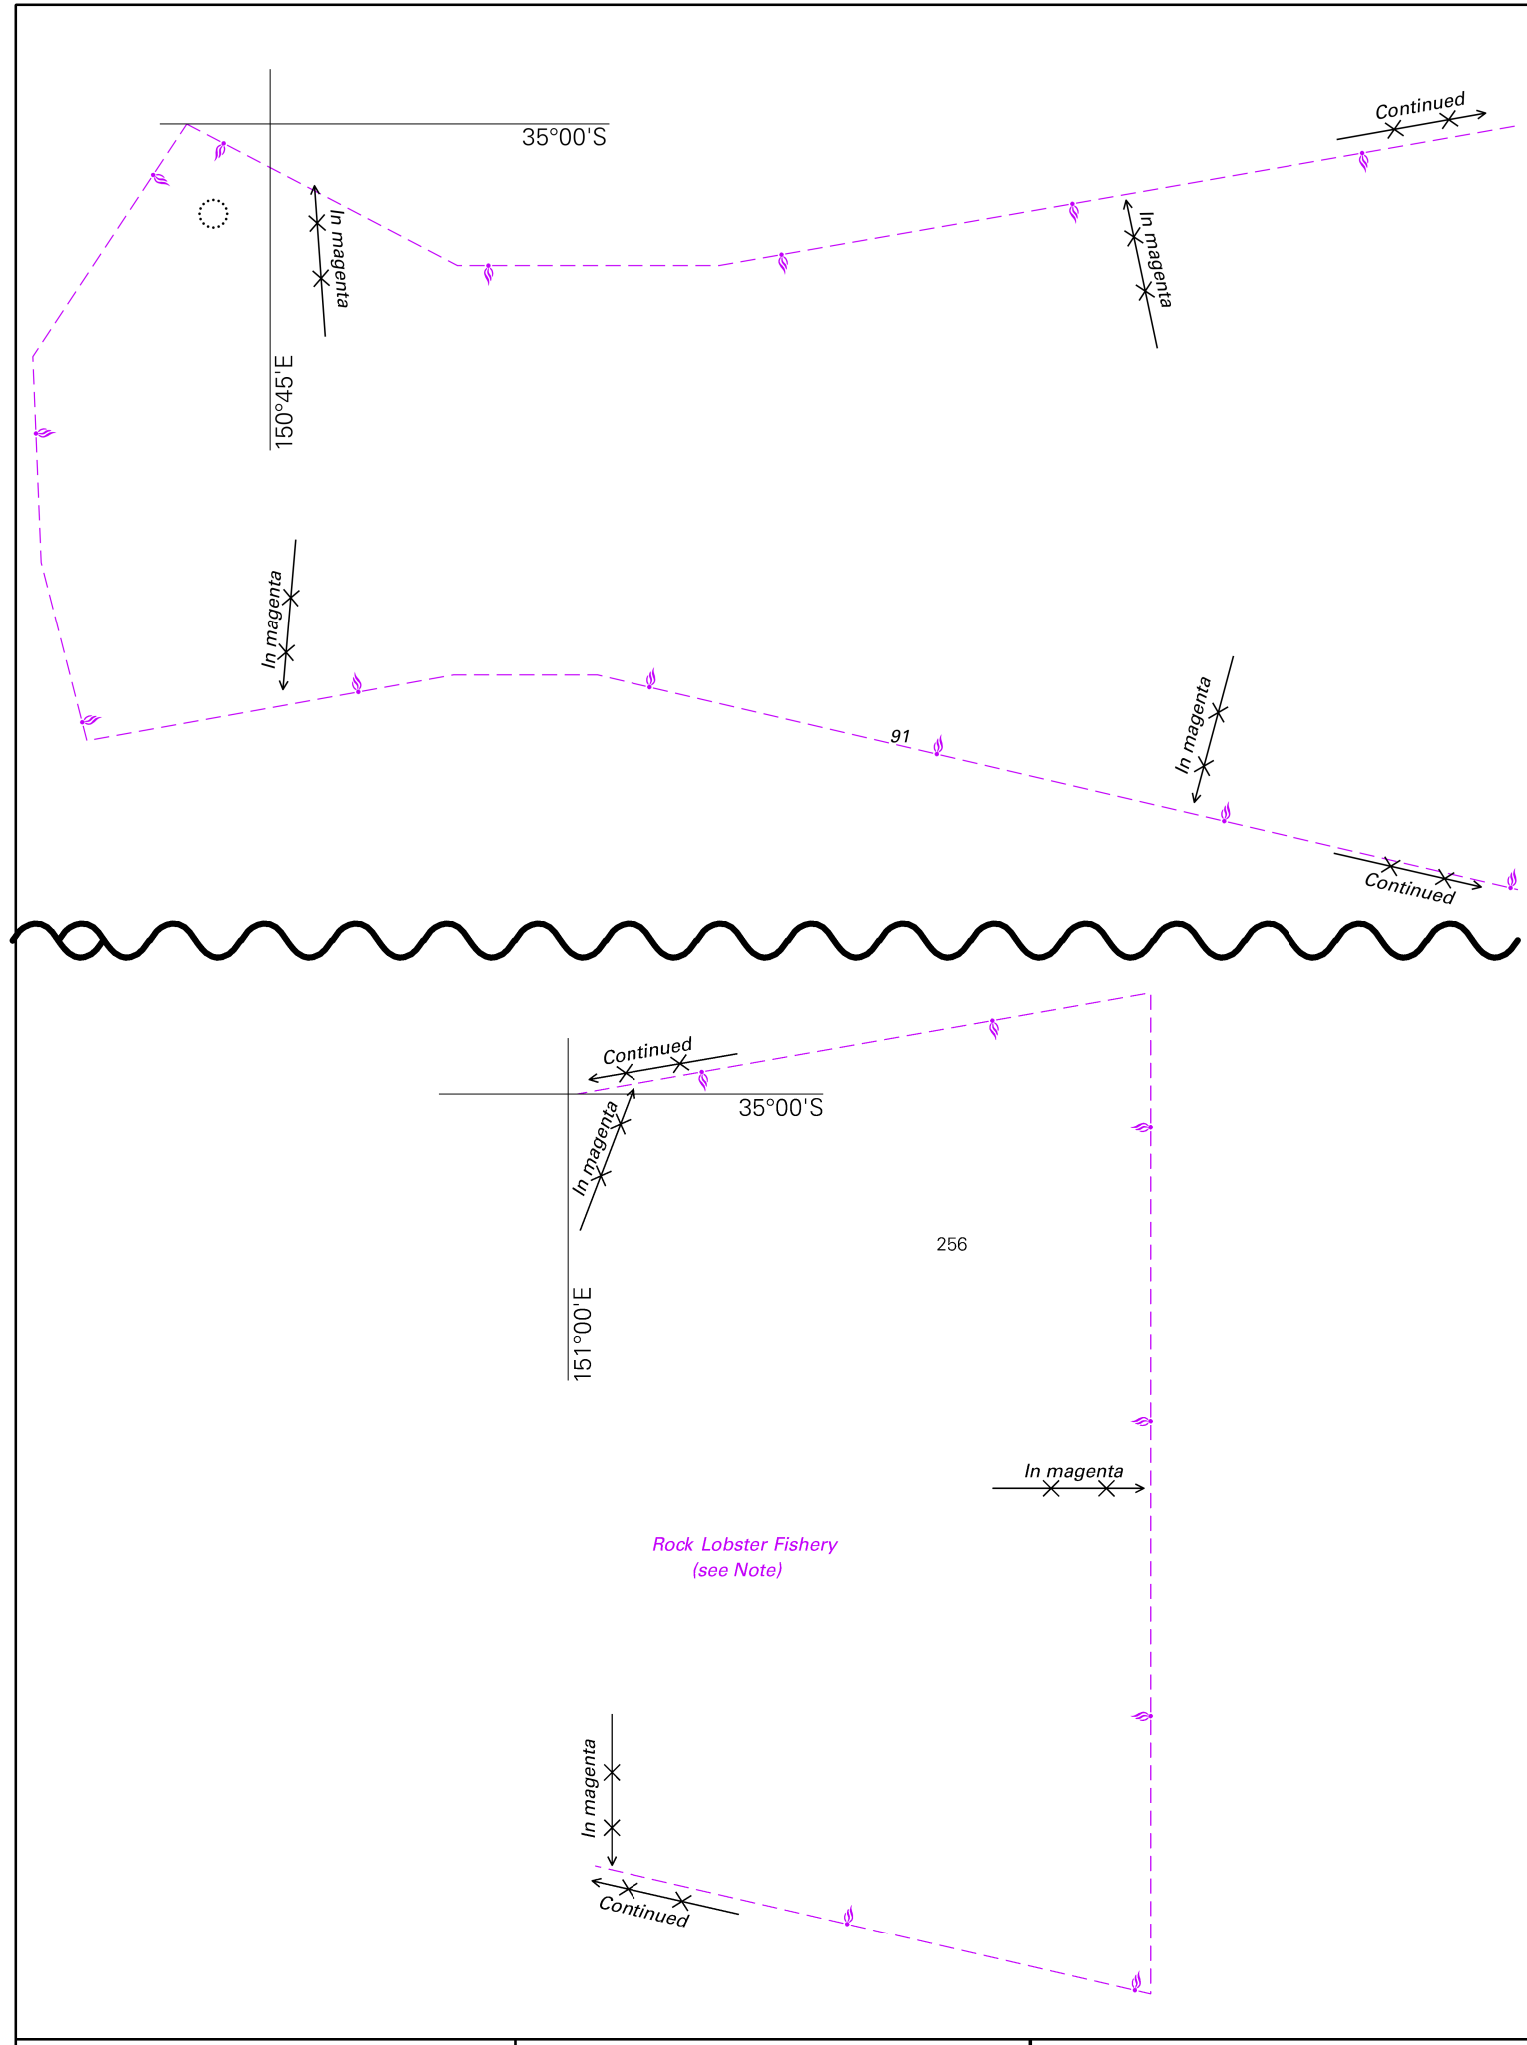 Continued
35°00'S
In magenta
In magenta
150°45'E
In magenta
In magenta
91
Continued
Continued
35°00'S
In magenta
256
151°00'E
In magenta
Rock Lobster Fishery
(see Note)
In magenta
Continued